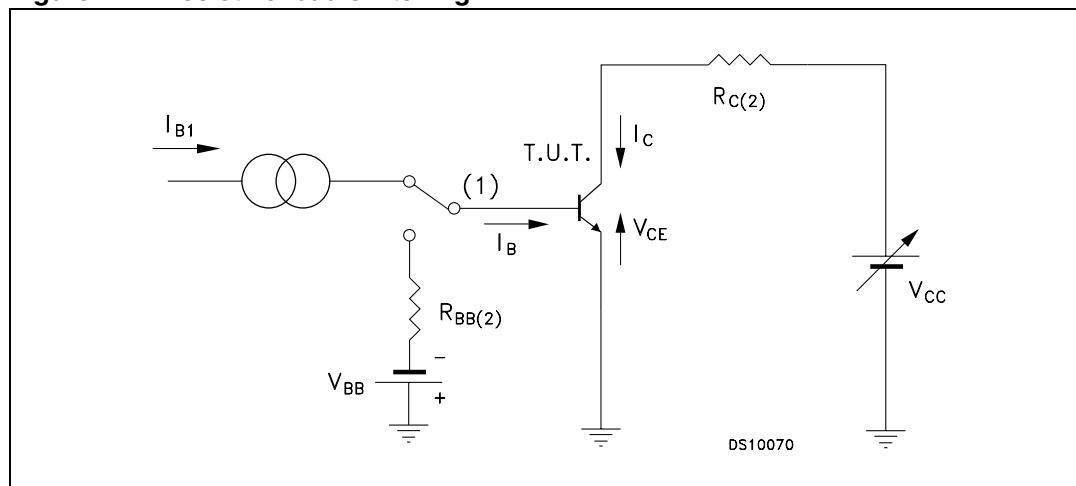 R_C(2)
I_B1
I_C
T.U.T.
(1)
I_B
V_CE
V_CC
R_BB(2)
−
V_BB
+
DS10070